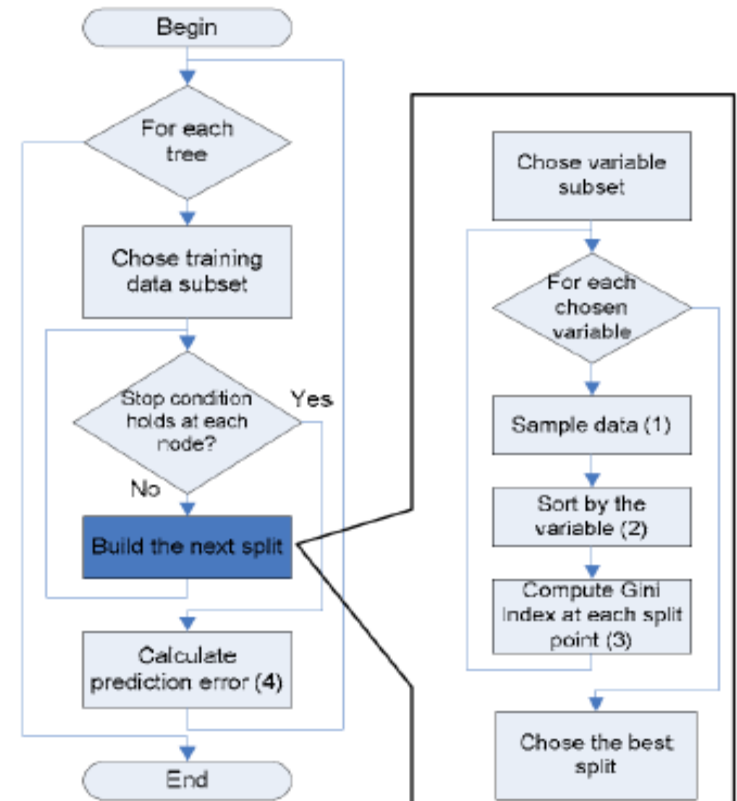 Begin
For each
tree
Chose training
data subset
Stop condition
holds at each
node?
Yes
No
Build the next split
Calculate
prediction error (4)
End
Chose variable
subset
For each
chosen
variable
Sample data (1)
Sort by the
variable (2)
Compute Gini
Index at each split
point (3)
Chose the best
split